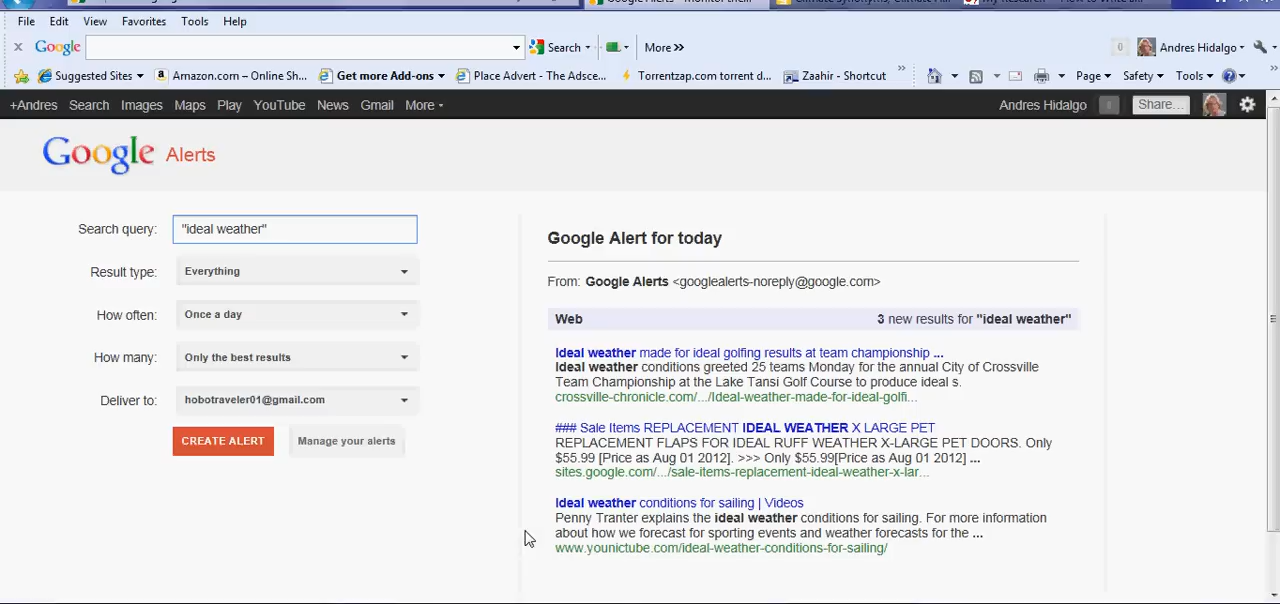 Google Alerts - Monitor the...
File Edit View Favorites Tools Help
x Google Search More >> 0 Andres Hidalgo
Suggested Sites Amazon.com – Online Sh... Get more Add-ons Place Advert - The Adsce... Torrentzap.com torrent d... Zaahir - Shortcut >> Page Safety Tools
+Andres Search Images Maps Play YouTube News Gmail More Andres Hidalgo Share...
Google Alerts
Search query: "ideal weather"
Result type: Everything
How often: Once a day
How many: Only the best results
Deliver to: hobotraveler01@gmail.com
CREATE ALERT Manage your alerts
Google Alert for today
From: Google Alerts <googlealerts-noreply@google.com>
Web 3 new results for "ideal weather"
Ideal weather made for ideal golfing results at team championship ...
Ideal weather conditions greeted 25 teams Monday for the annual City of Crossville
Team Championship at the Lake Tansi Golf Course to produce ideal s.
crossville-chronicle.com/.../Ideal-weather-made-for-ideal-golfi...
### Sale Items REPLACEMENT IDEAL WEATHER X LARGE PET
REPLACEMENT FLAPS FOR IDEAL RUFF WEATHER X-LARGE PET DOORS. Only
$55.99 [Price as Aug 01 2012]. >>> Only $55.99[Price as Aug 01 2012] ...
sites.google.com/.../sale-items-replacement-ideal-weather-x-lar...
Ideal weather conditions for sailing | Videos
Penny Tranter explains the ideal weather conditions for sailing. For more information
about how we forecast for sporting events and weather forecasts for the ...
www.younictube.com/ideal-weather-conditions-for-sailing/